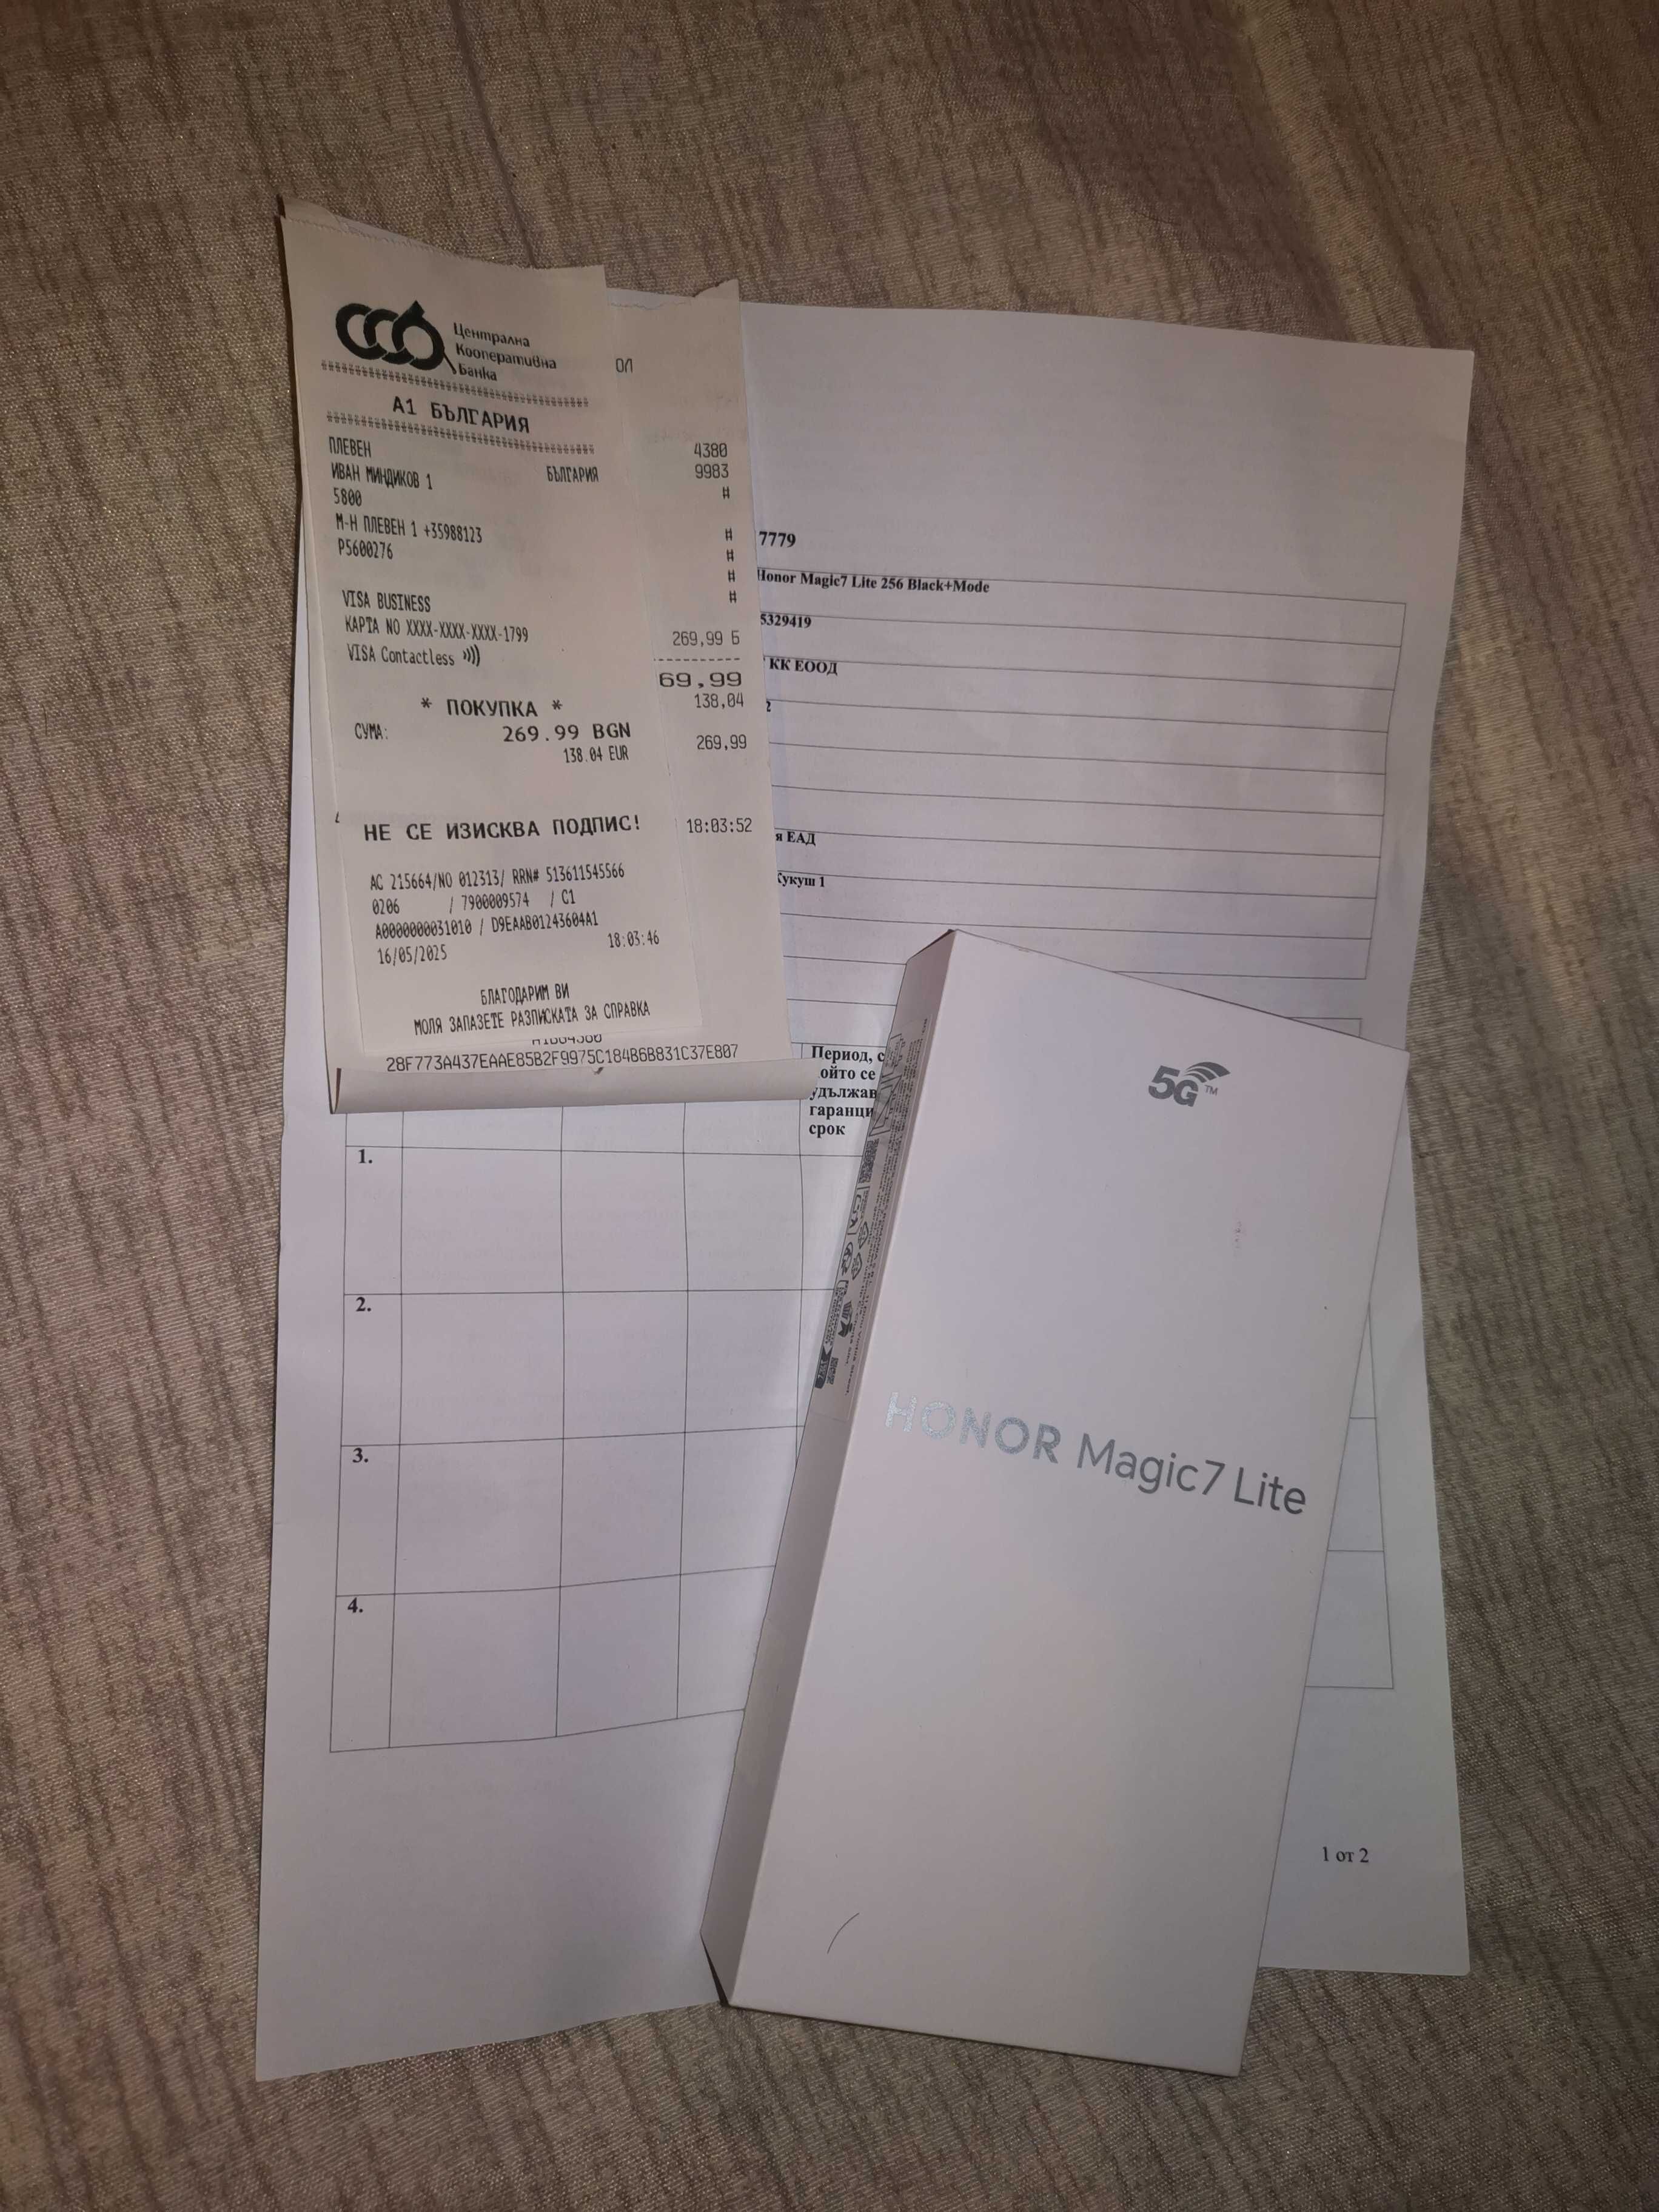 Централна
Кооперативна
Банка
А1 БЪЛГАРИЯ
ПЛЕВЕН
ИВАН МИНДИКОВ 1 БЪЛГАРИЯ
5800
М-Н ПЛЕВЕН 1 +35988123
P5600276
VISA BUSINESS
КАРТА NO XXXX-XXXX-XXXX-1799
VISA Contactless
* ПОКУПКА *
СУМА: 269.99 BGN
138.04 EUR
НЕ СЕ ИЗИСКВА ПОДПИС!
AC 215664/NO 012313/ RRN# 513611545566
0206 / 7900009574 / C1
A0000000031010 / D9EAAB01243604A1
16/05/2025 18:03:46
БЛАГОДАРИМ ВИ
МОЛЯ ЗАПАЗЕТЕ РАЗПИСКАТА ЗА СПРАВКА
ОЛ
4380
9983
#
#
#
#
#
269,99 Б
69,99
138,04
269,99
18:03:52
28F773A437EAAE85B2F9975C184B6B831C37E807
7779
Honor Magic7 Lite 256 Black+Mode
5329419
КК ЕООД
2
я ЕАД
Кукуш 1
Период, с
който се
удължав
гаранци
срок
1.
2.
3.
4.
1 от 2
5G™
HONOR Magic7 Lite